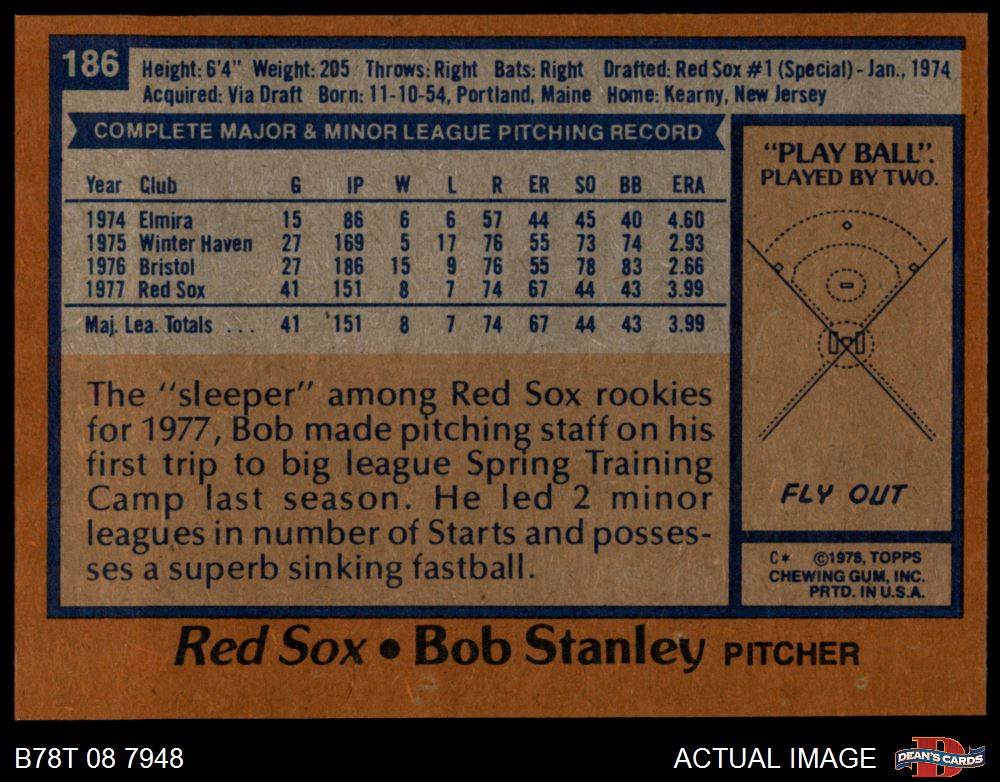 186
Height: 6'4" Weight: 205 Throws: Right Bats: Right Drafted: Red Sox #1 (Special) - Jan., 1974
Acquired: Via Draft Born: 11-10-54, Portland, Maine Home: Kearny, New Jersey
COMPLETE MAJOR & MINOR LEAGUE PITCHING RECORD
Year Club G IP W L R ER SO BB ERA
1974 Elmira 15 86 6 6 57 44 45 40 4.60
1975 Winter Haven 27 169 5 17 76 55 73 74 2.93
1976 Bristol 27 186 15 9 76 55 78 83 2.66
1977 Red Sox 41 151 8 7 74 67 44 43 3.99
Maj. Lea. Totals ... 41 151 8 7 74 67 44 43 3.99
The "sleeper" among Red Sox rookies
for 1977, Bob made pitching staff on his
first trip to big league Spring Training
Camp last season. He led 2 minor
leagues in number of Starts and posses-
ses a superb sinking fastball.
"PLAY BALL".
PLAYED BY TWO.
FLY OUT
C* ©1978, TOPPS
CHEWING GUM, INC.
PRTD. IN U.S.A.
Red Sox • Bob Stanley PITCHER
B78T 08 7948
ACTUAL IMAGE
D
DEAN'S CARDS